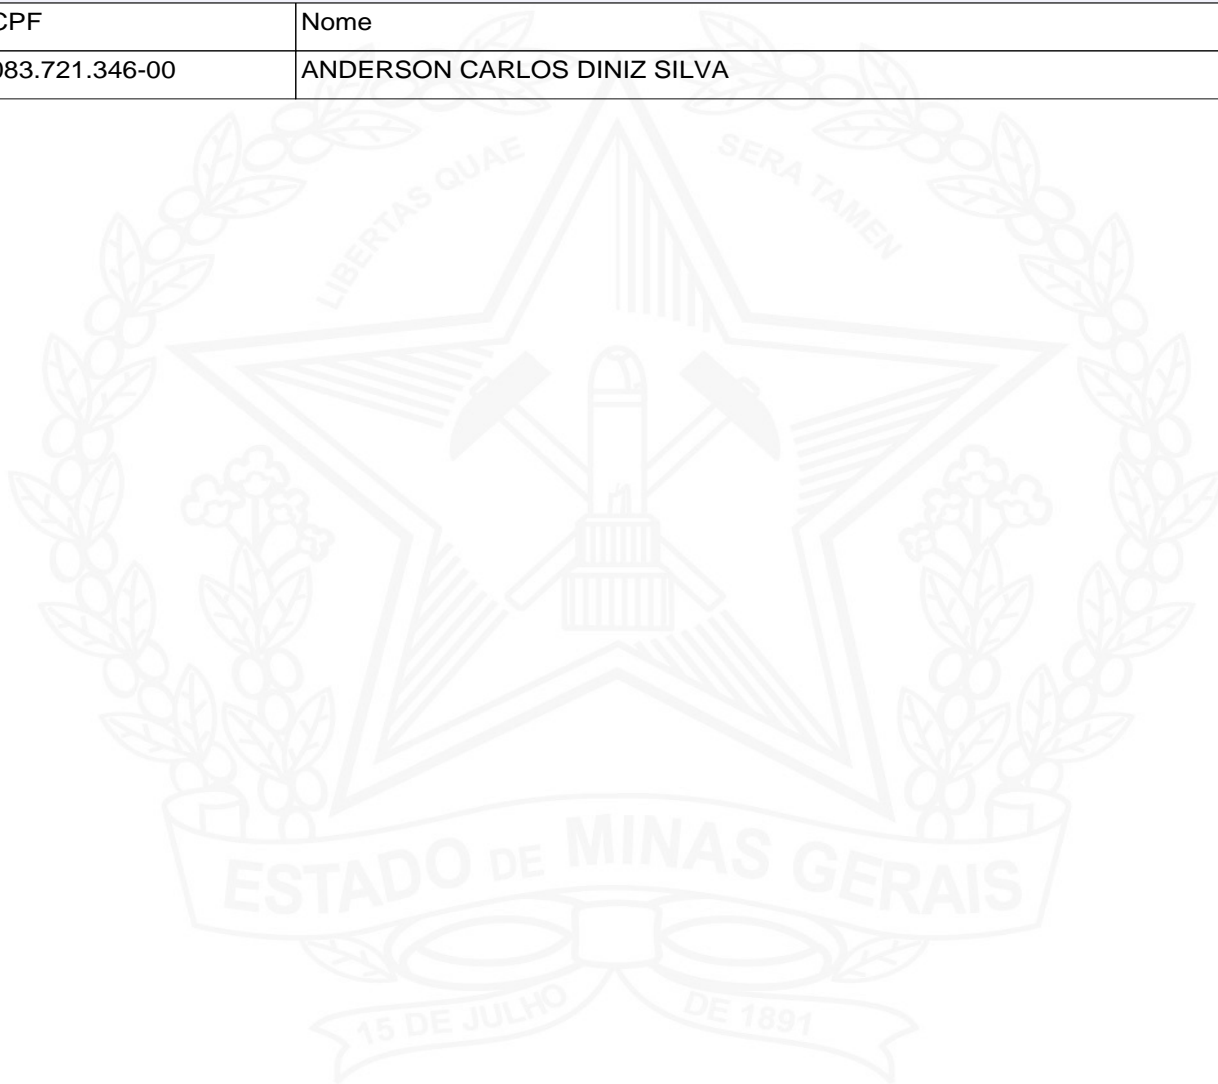 CPF Nome
083.721.346-00 ANDERSON CARLOS DINIZ SILVA
LIBERTAS QUAE SERA TAMEN
ESTADO DE MINAS GERAIS
15 DE JULHO DE 1891